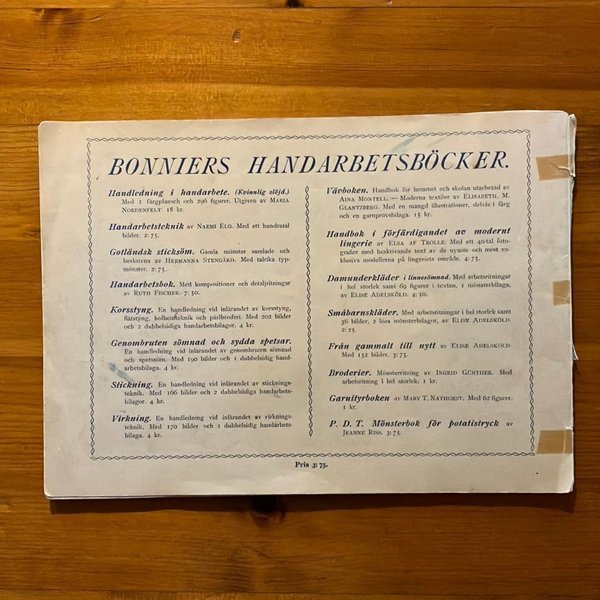 BONNIERS HANDARBETSBÖCKER.
Handledning i handarbete. (Kvinnlig slöjd.)
Med 1 färgplansch och 296 figurer. Utgiven av MARIA
NORDENFELT. 18 kr.
Handarbetsteknik av NAEMI ELG. Med ett hundratal
bilder. 2: 75.
Gotländsk sticksöm. Gamla mönster samlade och
beskrivna av HERMANNA STENGÅRD. Med talrika typ-
mönster. 2: 75.
Handarbetsbok. Med kompositioner och detaljritningar
av RUTH FISCHER. 7: 50.
Korsstyng. En handledning vid inlärandet av korsstyng,
flätstyng, holbeinteknik och pärlbroderi. Med 202 bilder
och 2 dubbelsidiga handarbetsbilagor. 4 kr.
Genombruten sömnad och sydda spetsar.
En handledning vid inlärandet av genombruten sömnad
och spetssöm. Med 190 bilder och 1 dubbelsidig hand-
arbetsbilaga. 4 kr.
Stickning. En handledning vid inlärandet av sticknings-
teknik. Med 166 bilder och 2 dubbelsidiga handarbets-
bilagor. 4 kr.
Virkning. En handledning vid inlärandet av virknings-
teknik. Med 170 bilder och 1 dubbelsidig handarbets-
bilaga. 4 kr.
Vävboken. Handbok för hemmet och skolan utarbetad av
AINA MONTELL. — Moderna textiler av ELISABETH. M.
GLANTZBERG. Med en mängd illustrationer, delvis i färg
och en garnprovsbilaga. 15 kr.
Handbok i förfärdigandet av modernt
lingerie av ELSA AF TROLLE. Med ett 40-tal foto-
grafier med beskrivande text av de nyaste och mest ex-
klusiva modellerna på lingeriets område. 4: 75.
Damunderkläder i linnesömnad. Med arbetsritningar
i hel storlek samt 69 figurer i texten, 1 mönsterbilaga,
av ELISE ADELSKÖLD. 4: 50.
Småbarnskläder. Med arbetsritningar i hel storlek samt
36 bilder, 2 lösa mönsterbilagor, av ELISE ADELSKÖLD
2: 25.
Från gammalt till nytt av ELISE ADELSKÖLD
Med 152 bilder. 3: 75.
Broderier. Mönsterritning av INGRID GÜNTHER. Med
arbetsritning i hel storlek. 1 kr.
Garnityrboken av MARY T. NATHORST. Med 62 figurer.
1 kr.
P. D. T. Mönsterbok för potatistryck av
JEANNE RISS. 3: 75.
Pris 3: 75.